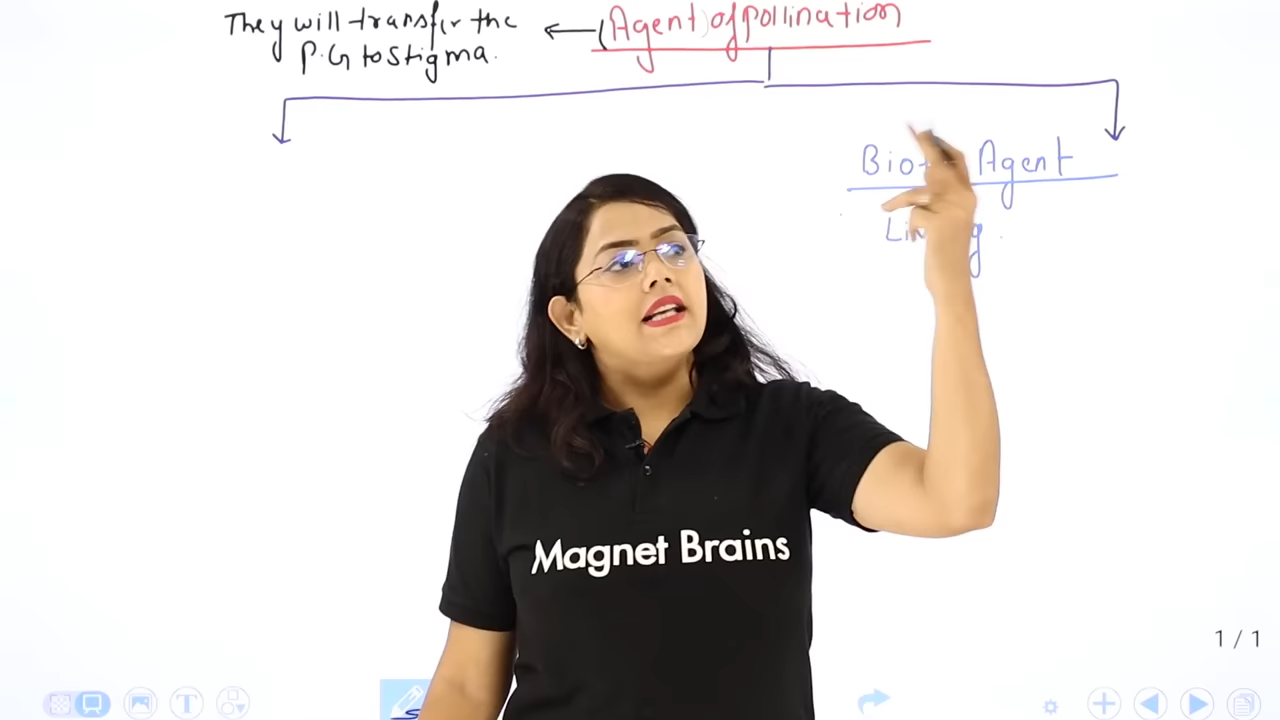 They will transfer the
P.G to stigma.
(Agent) of pollination
Agent
Magnet Brains
1 / 1
T